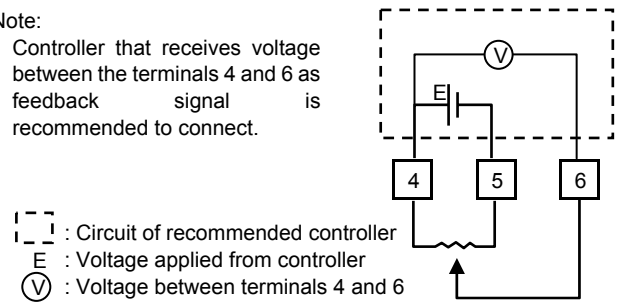 Note:
Controller that receives voltage
between the terminals 4 and 6 as
feedback signal is
recommended to connect.
V
E
4 5 6
: Circuit of recommended controller
E : Voltage applied from controller
V : Voltage between terminals 4 and 6